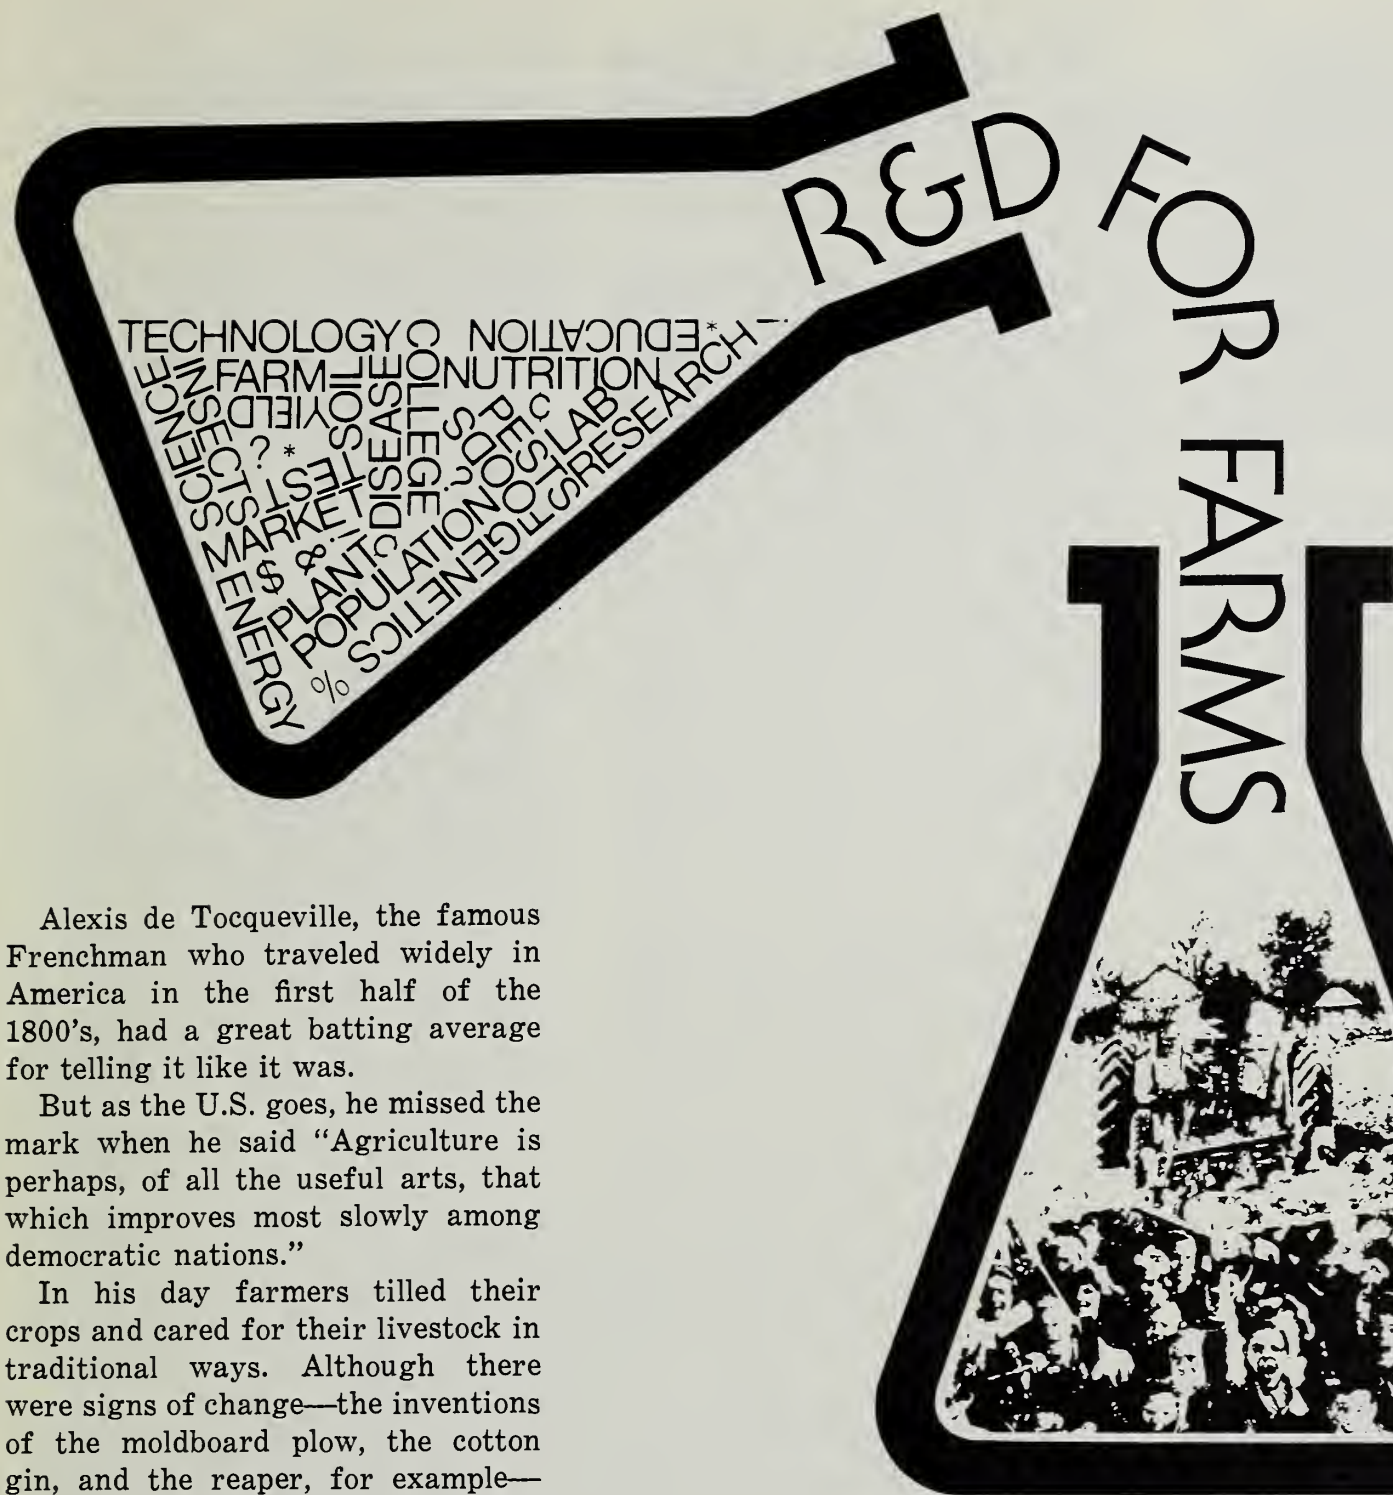 R&D FOR FARMS
TECHNOLOGY
COLLEGE
EDUCATION
*
SCIENCE
INSECTS
FARM
SOIL
DISEASE
NUTRITION
RESEARCH
YIELD
? *
TEST
PODS
?
PEST
LAB
MARKET
$ & !
PLANT
POPULATION
GENETICS
ENERGY
%
Alexis de Tocqueville, the famous
Frenchman who traveled widely in
America in the first half of the
1800's, had a great batting average
for telling it like it was.
But as the U.S. goes, he missed the
mark when he said “Agriculture is
perhaps, of all the useful arts, that
which improves most slowly among
democratic nations.”
In his day farmers tilled their
crops and cared for their livestock in
traditional ways. Although there
were signs of change—the inventions
of the moldboard plow, the cotton
gin, and the reaper, for example—